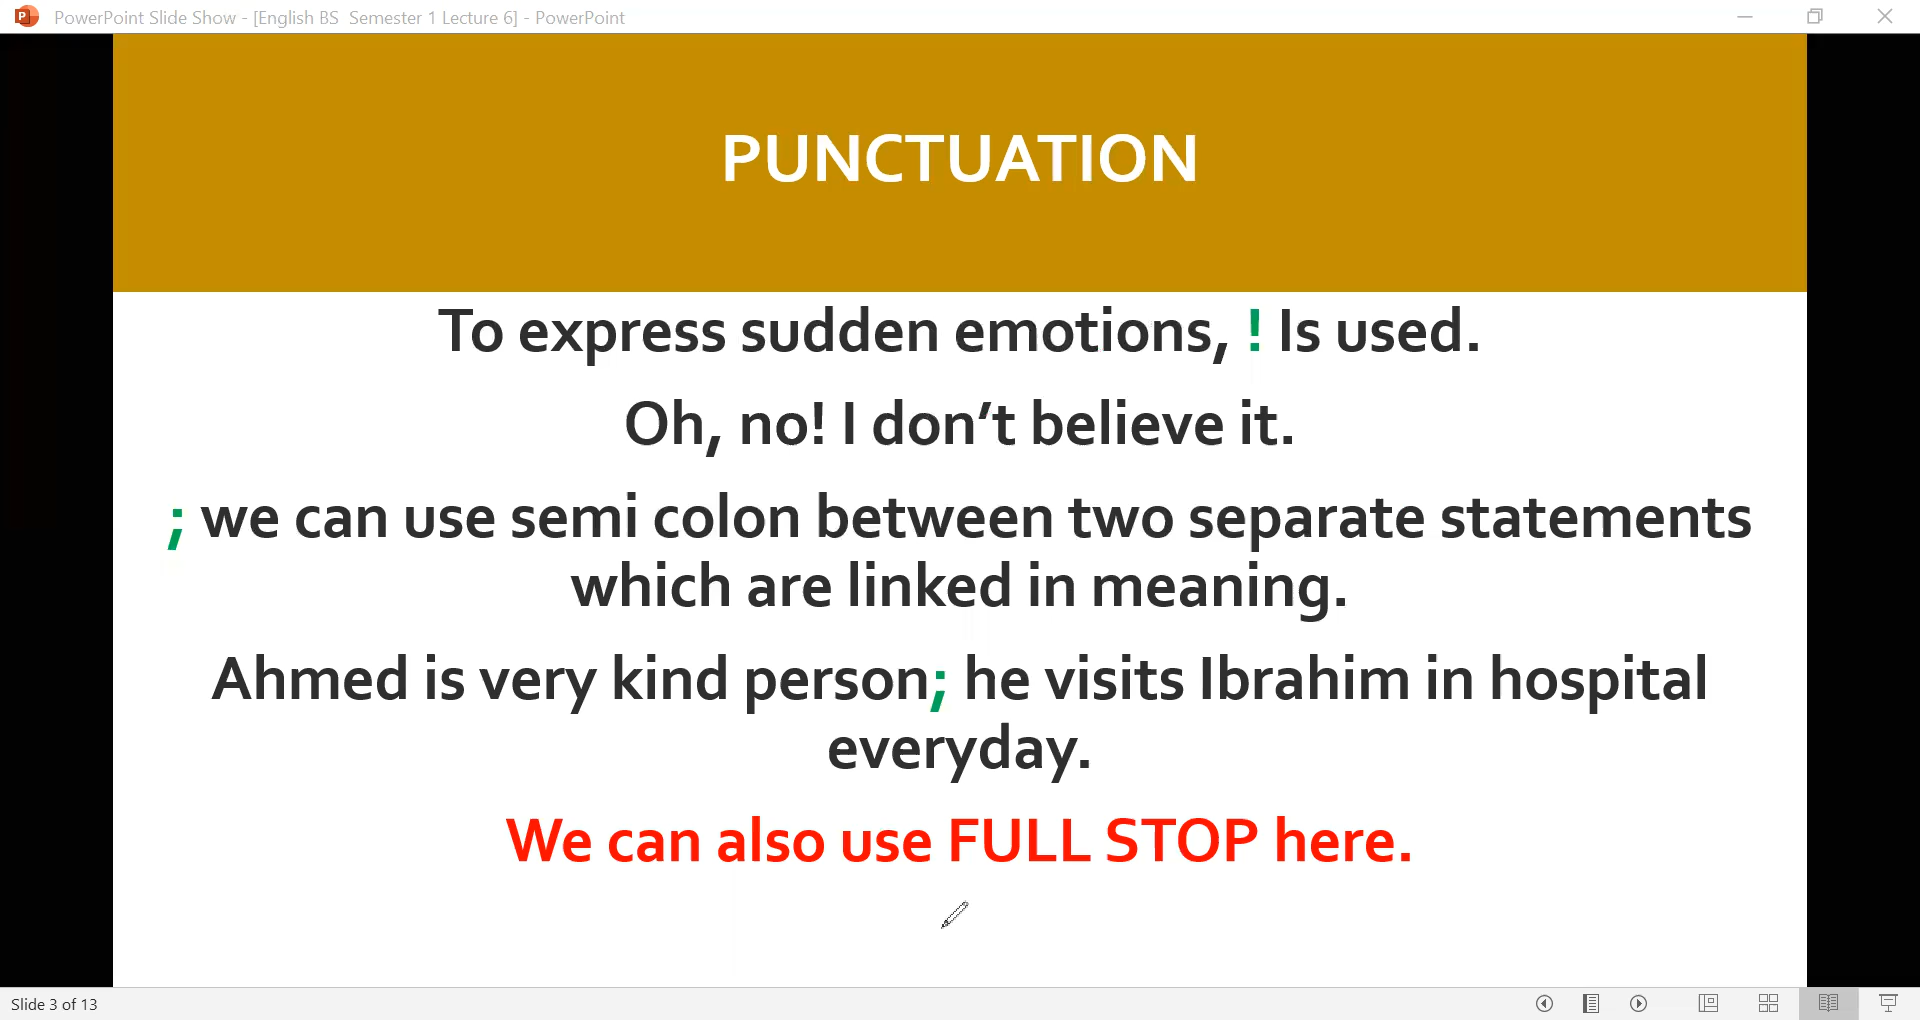 PowerPoint Slide Show - [English BS  Semester 1 Lecture 6] - PowerPoint
PUNCTUATION
To express sudden emotions, ! Is used.
Oh, no! I don’t believe it.
; we can use semi colon between two separate statements
which are linked in meaning.
Ahmed is very kind person; he visits Ibrahim in hospital
everyday.
We can also use FULL STOP here.
Slide 3 of 13